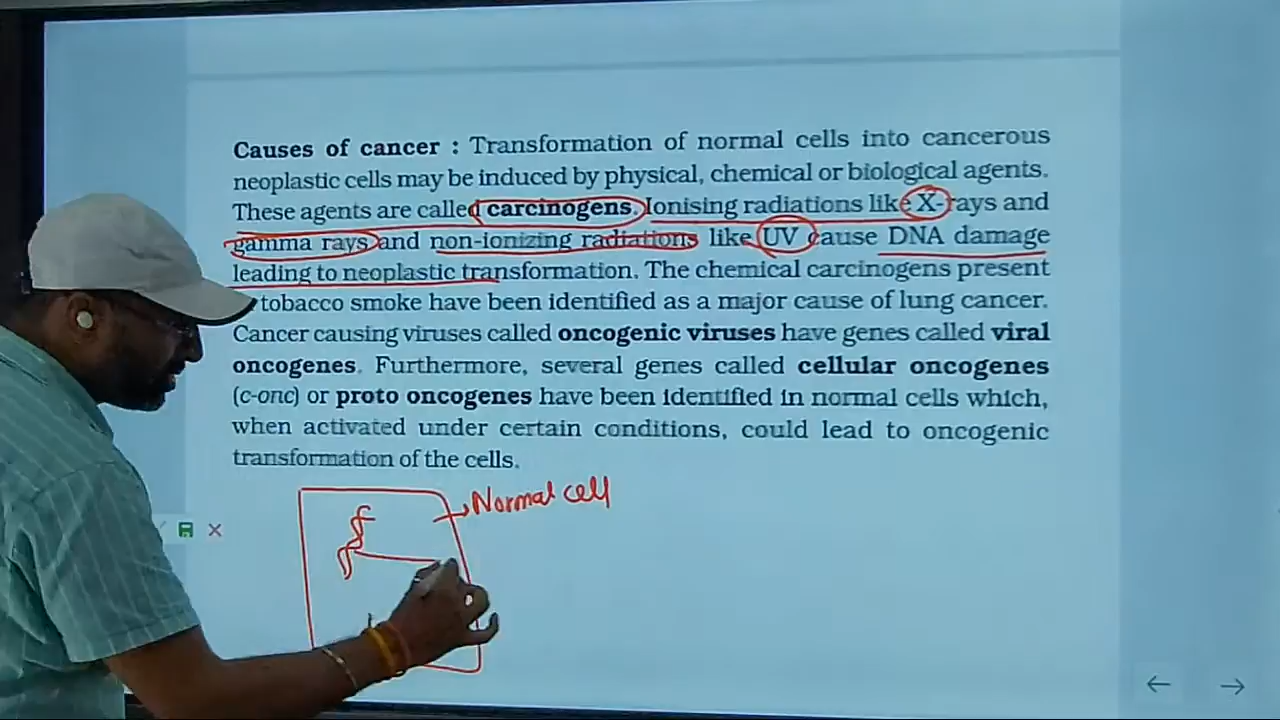 Causes of cancer : Transformation of normal cells into cancerous
neoplastic cells may be induced by physical, chemical or biological agents.
These agents are called carcinogens. Ionising radiations like X-rays and
gamma rays and non-ionizing radiations like UV cause DNA damage
leading to neoplastic transformation. The chemical carcinogens present
tobacco smoke have been identified as a major cause of lung cancer.
Cancer causing viruses called oncogenic viruses have genes called viral
oncogenes. Furthermore, several genes called cellular oncogenes
(c-onc) or proto oncogenes have been identified in normal cells which,
when activated under certain conditions, could lead to oncogenic
transformation of the cells.
Normal cell